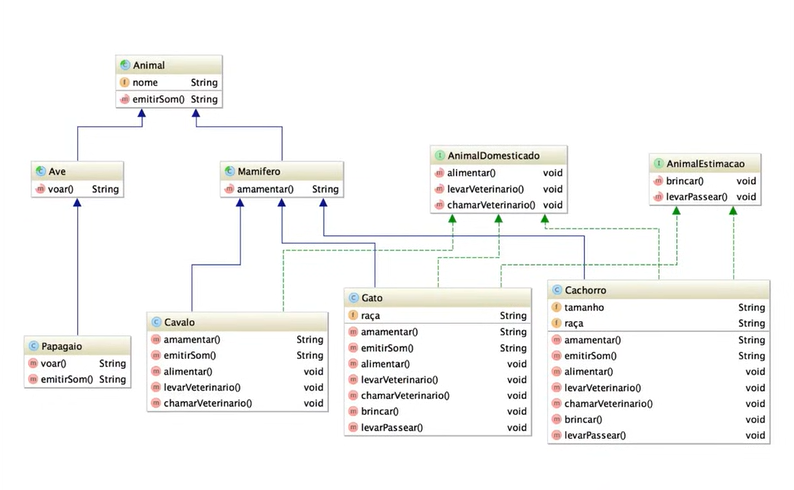 Animal
nome String
emitirSom() String
Ave
voar() String
Mamifero
amamentar() String
AnimalDomesticado
alimentar() void
levarVeterinario() void
chamarVeterinario() void
AnimalEstimacao
brincar() void
levarPassear() void
Papagaio
voar() String
emitirSom() String
Cavalo
amamentar() String
emitirSom() String
alimentar() void
levarVeterinario() void
chamarVeterinario() void
Gato
raça String
amamentar() String
emitirSom() String
alimentar() void
levarVeterinario() void
chamarVeterinario() void
brincar() void
levarPassear() void
Cachorro
tamanho String
raça String
amamentar() String
emitirSom() String
alimentar() void
levarVeterinario() void
chamarVeterinario() void
brincar() void
levarPassear() void